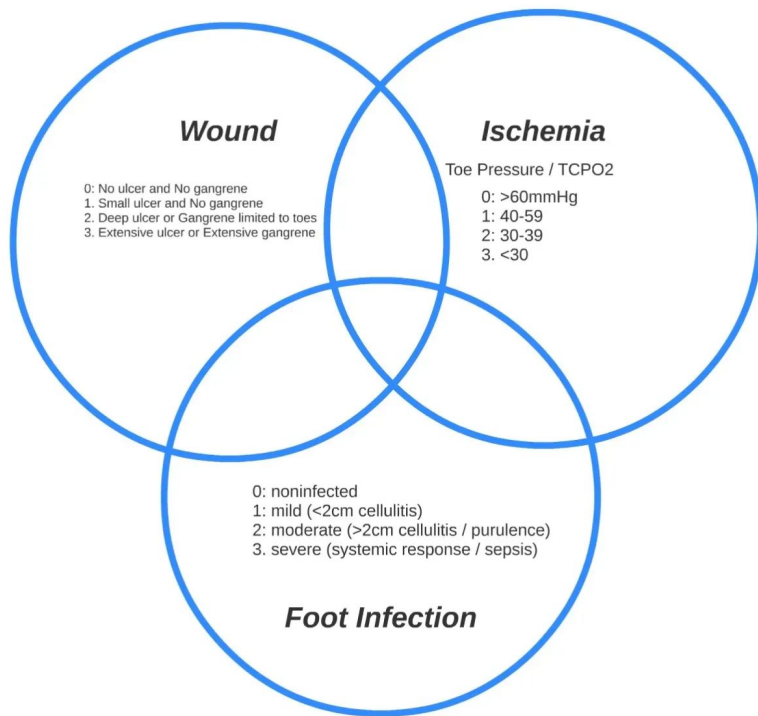 Wound
0: No ulcer and No gangrene
1. Small ulcer and No gangrene
2. Deep ulcer or Gangrene limited to toes
3. Extensive ulcer or Extensive gangrene
Ischemia
Toe Pressure / TCPO2
0: >60mmHg
1: 40-59
2: 30-39
3. <30
0: noninfected
1: mild (<2cm cellulitis)
2: moderate (>2cm cellulitis / purulence)
3. severe (systemic response / sepsis)
Foot Infection